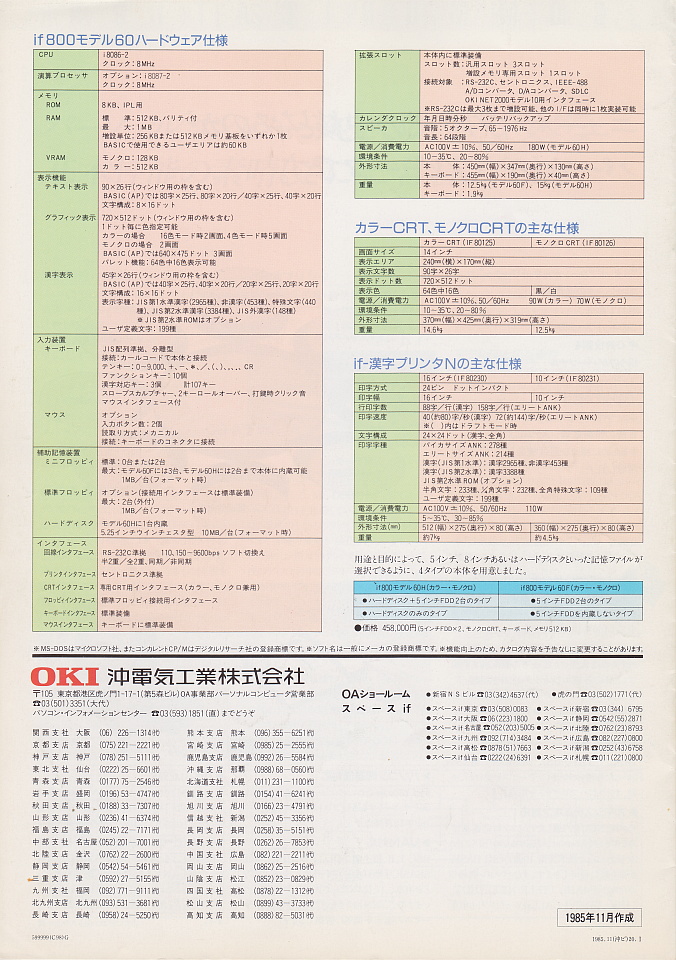 if800モデル60ハードウェア仕様
CPU i8086-2
クロック:8MHz
演算プロセッサ オプション:i8087-2
クロック:8MHz
メモリ
ROM 8KB、IPL用
RAM 標準:512KB、パリティ付
最大:1MB
増設単位:256KBまたは512KBメモリ基板をいずれか1枚
BASICで使用できるユーザエリアは約60KB
VRAM モノクロ:128KB
カラー:512KB
表示機能
テキスト表示 90×26行(ウィンドウ用の枠を含む)
BASIC(AP)では80字×25行、80字×20行/40字×25行、40字×20行
文字構成:8×16ドット
グラフィック表示 720×512ドット(ウィンドウ用の枠を含む)
1ドット毎に色指定可能
カラーの場合 16色モード時2画面、4色モード時5画面
モノクロの場合 2画面
BASIC(AP)では640×475ドット 3画面
パレット機能:64色中16色表示可能
漢字表示 45字×26行(ウィンドウ用の枠を含む)
BASIC(AP)では40字×25行、40字×20行/20字×25行、20字×20行
文字構成:16×16ドット
表示字種:JIS第1水準漢字(2965種)、非漢字(453種)、特殊文字(440
種)、JIS第2水準漢字(3384種)、JIS外漢字(148種)
※JIS第2水準ROMはオプション
ユーザ定義文字:199種
入力装置
キーボード JIS配列準拠、分離型
接続:カールコードで本体と接続
ファンクションキー:10個
漢字対応キー:3個 計107キー
スロープスカルプチャー、2キーロールオーバー、打鍵時クリック音
マウスインタフェース付
マウス オプション
入力ボタン数:2個
読取り方式:メカニカル
接続:キーボードのコネクタに接続
補助記憶装置
ミニフロッピィ 標準:0台または2台
最大:モデル60Fには3台、モデル60Hには2台まで本体に内蔵可能
1MB/台(フォーマット時)
標準フロッピィ オプション(接続用インタフェースは標準装備)
最大:2台(外付)
1MB/台(フォーマット時)
ハードディスク モデル60Hに1台内蔵
5.25インチウインチェスタ型 10MB/台(フォーマット時)
インタフェース
回線インタフェース RS-232C準拠 110、150~9600bps ソフト切換え
半2重/全2重、同期/非同期
プリンタインタフェース セントロニクス準拠
CRTインタフェース 専用CRT用インタフェース(カラー、モノクロ兼用)
フロッピィインタフェース 標準フロッピィ接続用インタフェース
キーボードインタフェース 標準装備
マウスインタフェース キーボードに標準装備
拡張スロット 本体内に標準装備
スロット数:汎用スロット 3スロット
増設メモリ専用スロット 1スロット
接続対象:RS-232C、セントロニクス、IEEE-488
A/Dコンバータ、D/Aコンバータ、SDLC
OKINET2000モデル10用インタフェース
※RS-232Cは最大3枚まで増設可能、他のI/Fは同時に1枚実装可能
カレンダクロック 年月日時分秒 バッテリバックアップ
スピーカ 音階:5オクターブ、65~1976Hz
音長:64段階
電源/消費電力 AC100V±10%、50/60Hz 180W(モデル60H)
環境条件 10~35℃、20~80%
外形寸法 本体:450㎜(幅)×347㎜(奥行)×130㎜(高さ)
キーボード:455㎜(幅)×190㎜(奥行)×40㎜(高さ)
重量 本体:12.5㎏(モデル60F)、15㎏(モデル60H)
キーボード:1.9㎏
カラーCRT、モノクロCRTの主な仕様
カラーCRT(IF80125) モノクロCRT(IF80126)
画面サイズ 14インチ
表示エリア 240㎜(横)×170㎜(縦)
表示文字数 90字×26字
表示ドット数 720×512ドット
表示色 64色中16色 黒/白
電源/消費電力 AC100V±10%、50/60Hz 90W(カラー) 70W(モノクロ)
環境条件 10~35℃、20~80%
外形寸法 370㎜(幅)×425㎜(奥行)×319㎜(高さ)
重量 14.6㎏ 12.5㎏
if-漢字プリンタNの主な仕様
16インチ(IF80230) 10インチ(IF80231)
印字方式 24ピン ドットインパクト
印字幅 16インチ 10インチ
行印字数 88字/行(漢字) 158字/行(エリートANK)
印字速度 40(約80)字/秒(漢字) 72(約144)字/秒(エリートANK)
※( )内はドラフトモード時
文字構成 24×24ドット(漢字、全角)
印字字種 パイカサイズANK:288種
エリートサイズANK:214種
漢字(JIS第1水準):漢字2965種、非漢字453種
漢字(JIS第2水準):漢字3388種
JIS第2水準ROM(オプション)
半角文字:233種、¼角文字:232種、全角特殊文字:109種
ユーザ定義文字:199種
電源/消費電力 AC100V±10%、50/60Hz 110W
環境条件 5~35℃、30~85%
外形寸法(㎜) 512(幅)×275(奥行)×80(高さ) 360(幅)×275(奥行)×80(高さ)
重量 約7㎏ 約4.5㎏
用途と目的によって、5インチ、8インチあるいはハードディスクといった記憶ファイルが
選択できるように、4タイプの本体を用意しました。
if800モデル60H(カラー・モノクロ) if800モデル60F(カラー・モノクロ)
●ハードディスク+5インチFDD2台のタイプ ●5インチFDD2台のタイプ
●ハードディスクのみのタイプ ●5インチFDDを内蔵しないタイプ
●価格 458,000円(5インチFDD×2、モノクロCRT、キーボード、メモリ512KB)
※MS-DOSはマイクロソフト社、またコンカレントCP/Mはデジタルリサーチ社の登録商標です。※ソフト名は一般にメーカの登録商標です。※機能向上のため、カタログ内容を予告なしに変更することがあります
OKI 沖電気工業株式会社
〒105 東京都港区虎ノ門1-17-1(第5森ビル)OA事業部パーソナルコンピュータ営業部
☎03(501)3351(大代)
パソコン・インフォメーションセンター ☎03(593)1851(直)までどうぞ
OAショールーム ●新宿NSビル☎03(342)4637(代) ●虎の門☎03(502)1771(代)
スペースif ●スペースif東京☎03(508)0083 ●スペースif新宿☎03(344)6795
●スペースif大阪☎06(223)1800 ●スペースif静岡☎0542(55)2871
●スペースif名古屋☎052(203)5005 ●スペースif北陸☎0762(23)8793
●スペースif九州☎092(714)3484 ●スペースif広島☎082(227)0800
●スペースif高松☎0878(51)7663 ●スペースif新潟☎0252(43)6758
●スペースif仙台☎0222(24)6391 ●スペースif札幌☎011(221)0800
関西支社 大阪 (06)226-1314㈹ 熊本支店 熊本 (096)355-6251㈹
京都支店 京都 (075)221-2221㈹ 宮崎支店 宮崎 (0985)25-2555㈹
神戸支店 神戸 (078)251-5111㈹ 鹿児島支店 鹿児島 (0992)26-5584㈹
東北支社 仙台 (0222)25-6601㈹ 沖縄支店 那覇 (0988)68-0560㈹
青森支店 青森 (0177)75-2546㈹ 北海道支社 札幌 (011)231-1100㈹
岩手支店 盛岡 (0196)53-4747㈹ 釧路支店 釧路 (0154)41-6241㈹
秋田支店 秋田 (0188)33-7307㈹ 旭川支店 旭川 (0166)23-4791㈹
山形支店 山形 (0236)41-6374㈹ 信越支社 新潟 (0252)45-3356㈹
福島支店 福島 (0245)22-7171㈹ 長岡支店 長岡 (0258)35-5151㈹
中部支社 名古屋 (052)201-7001㈹ 長野支店 長野 (0262)26-7853㈹
北陸支店 金沢 (0762)22-2600㈹ 中国支社 広島 (082)221-2211㈹
静岡支店 静岡 (0542)54-5461㈹ 岡山支店 岡山 (0862)25-2516㈹
三重支店 津 (0592)27-5155㈹ 山陰支店 松江 (0852)23-0829㈹
九州支社 福岡 (092)771-9111㈹ 四国支社 高松 (0878)22-1312㈹
北九州支店 北九州 (093)531-3681㈹ 松山支店 松山 (0899)43-3733㈹
長崎支店 長崎 (0958)24-5250㈹ 高知支店 高知 (0888)82-5031㈹
1985年11月作成